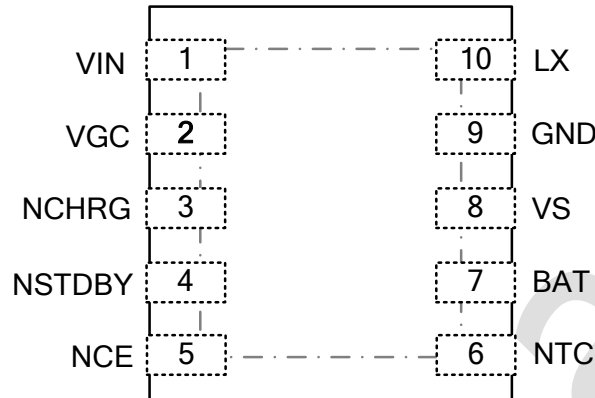 VIN 1 10 LX
VGC 2 9 GND
NCHRG 3 8 VS
NSTDBY 4 7 BAT
NCE 5 6 NTC